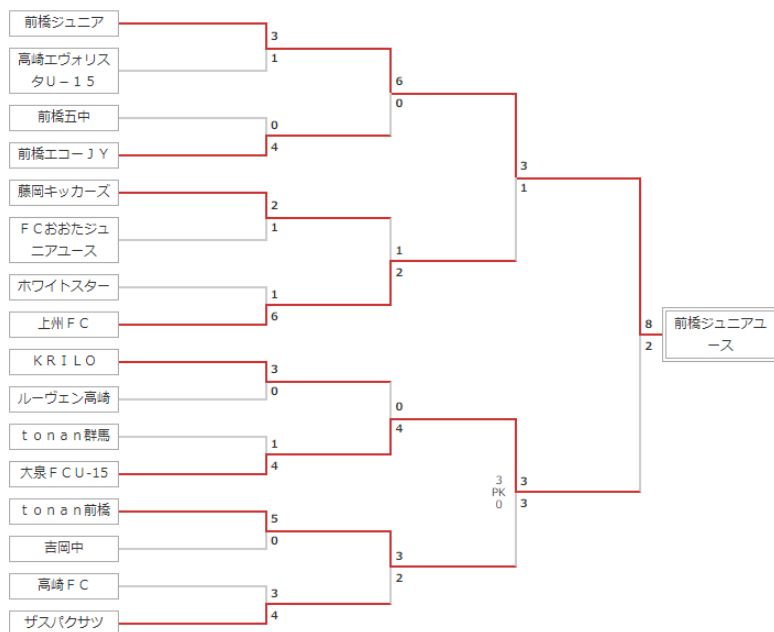 前橋ジュニア
3
1
高崎エヴォリス
タU－１５
6
0
前橋五中
0
4
前橋エコーＪＹ
3
1
藤岡キッカーズ
2
1
ＦＣおおたジュ
ニアユース
1
2
ホワイトスター
1
6
上州ＦＣ
8
2
前橋ジュニアユ
ース
ＫＲＩＬＯ
3
0
ルーヴェン高崎
0
4
ｔｏｎａｎ群馬
1
4
大泉FCU-15
3
PK
0
3
3
ｔｏｎａｎ前橋
5
0
吉岡中
3
2
高崎ＦＣ
3
4
ザスパクサツ